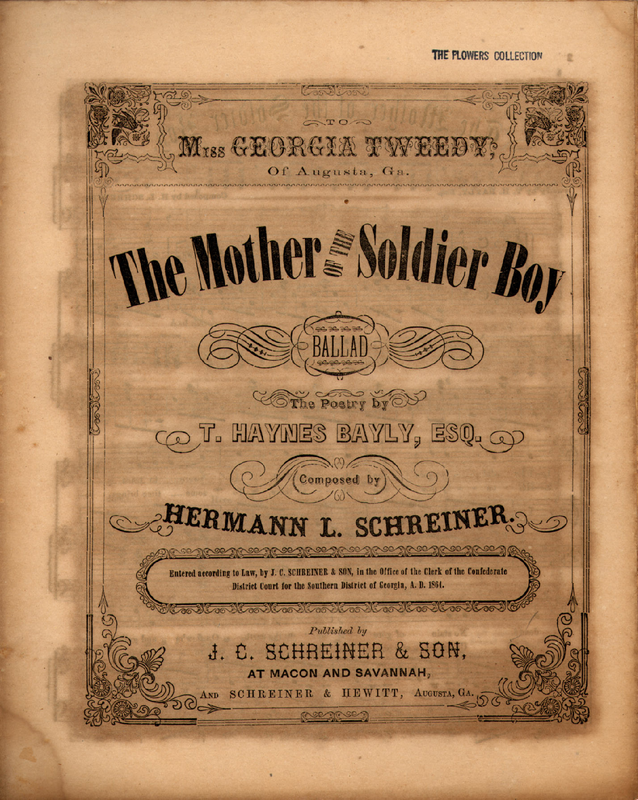 THE FLOWERS COLLECTION
TO
MISS GEORGIA TWEEDY,
Of Augusta, Ga.
The Mother OF THE Soldier Boy
BALLAD
The Poetry by
T. HAYNES BAYLY, ESQ.
Composed by
HERMANN L. SCHREINER.
Entered according to Law, by J. C. SCHREINER & SON, in the Office of the Clerk of the Confederate
District Court for the Southern District of Georgia, A. D. 1864.
Published by
J. C. SCHREINER & SON,
AT MACON AND SAVANNAH,
AND SCHREINER & HEWITT, AUGUSTA, GA.